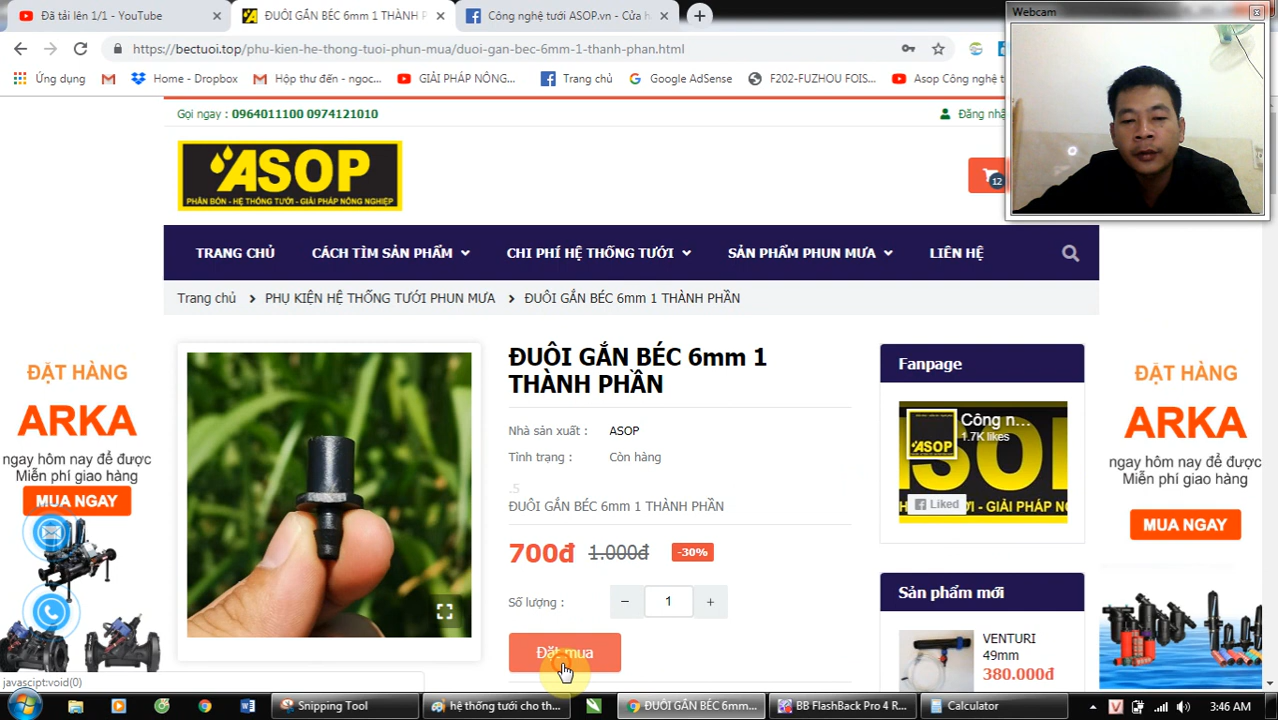 Đã tải lên 1/1 - YouTube
ĐUÔI GẮN BÉC 6mm 1 THÀNH P
Công nghệ tưới ASOP.vn - Cửa h
Webcam
https://bectuoi.top/phu-kien-he-thong-tuoi-phun-mua/duoi-gan-bec-6mm-1-thanh-phan.html
Ứng dụng
Home - Dropbox
Hộp thư đến - ngoc...
GIẢI PHÁP NÔNG...
Trang chủ
Google AdSense
F202-FUZHOU FOIS...
Asop Công nghệ t
Gọi ngay : 0964011100 0974121010
Đăng nhậ
ASOP
PHÂN BÓN - HỆ THỐNG TƯỚI - GIẢI PHÁP NÔNG NGHIỆP
12
TRANG CHỦ
CÁCH TÌM SẢN PHẨM
CHI PHÍ HỆ THỐNG TƯỚI
SẢN PHẨM PHUN MƯA
LIÊN HỆ
Trang chủ > PHỤ KIỆN HỆ THỐNG TƯỚI PHUN MƯA > ĐUÔI GẮN BÉC 6mm 1 THÀNH PHẦN
ĐẶT HÀNG
ARKA
ngay hôm nay để được
Miễn phí giao hàng
MUA NGAY
ĐUÔI GẮN BÉC 6mm 1
THÀNH PHẦN
Nhà sản xuất : ASOP
Tình trạng : Còn hàng
.5
ĐUÔI GẮN BÉC 6mm 1 THÀNH PHẦN
700đ 1.000đ -30%
Số lượng : − 1 +
Đặt mua
Fanpage
ASOP
Công n...
1.7K likes
Liked
Sản phẩm mới
VENTURI
49mm
380.000đ
ĐẶT HÀNG
ARKA
ngay hôm nay để được
Miễn phí giao hàng
MUA NGAY
javascipt:void(0)
Snipping Tool
hệ thống tưới cho th...
ĐUÔI GẮN BÉC 6mm...
BB FlashBack Pro 4 R...
Calculator
3:46 AM